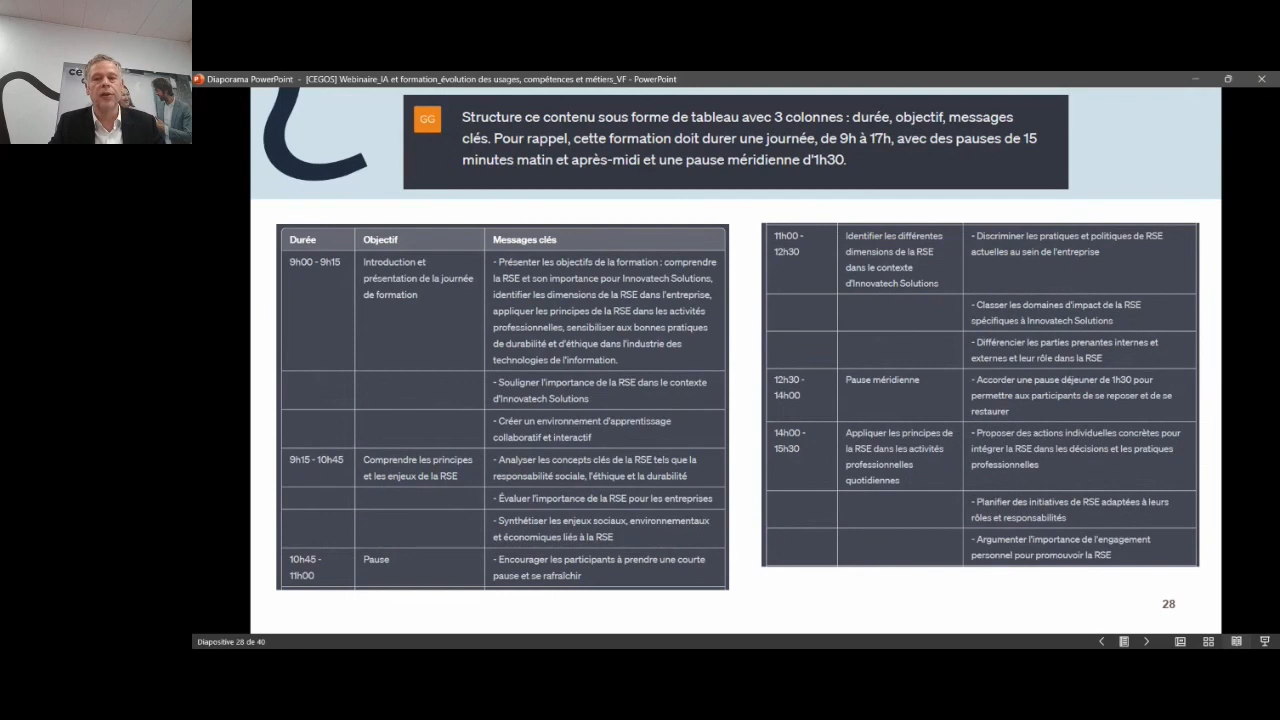 Diaporama PowerPoint - [CEGOS] Webinaire_IA et formation_évolution des usages, compétences et métiers_VF - PowerPoint
GG
Structure ce contenu sous forme de tableau avec 3 colonnes : durée, objectif, messages
clés. Pour rappel, cette formation doit durer une journée, de 9h à 17h, avec des pauses de 15
minutes matin et après-midi et une pause méridienne d'1h30.
Durée
Objectif
Messages clés
9h00 - 9h15
Introduction et
présentation de la journée
de formation
- Présenter les objectifs de la formation : comprendre
la RSE et son importance pour Innovatech Solutions,
identifier les dimensions de la RSE dans l'entreprise,
appliquer les principes de la RSE dans les activités
professionnelles, sensibiliser aux bonnes pratiques
de durabilité et d'éthique dans l'industrie des
technologies de l'information.
- Souligner l'importance de la RSE dans le contexte
d'Innovatech Solutions
- Créer un environnement d'apprentissage
collaboratif et interactif
9h15 - 10h45
Comprendre les principes
et les enjeux de la RSE
- Analyser les concepts clés de la RSE tels que la
responsabilité sociale, l'éthique et la durabilité
- Évaluer l'importance de la RSE pour les entreprises
- Synthétiser les enjeux sociaux, environnementaux
et économiques liés à la RSE
10h45 -
11h00
Pause
- Encourager les participants à prendre une courte
pause et se rafraîchir
11h00 -
12h30
Identifier les différentes
dimensions de la RSE
dans le contexte
d'Innovatech Solutions
- Discriminer les pratiques et politiques de RSE
actuelles au sein de l'entreprise
- Classer les domaines d'impact de la RSE
spécifiques à Innovatech Solutions
- Différencier les parties prenantes internes et
externes et leur rôle dans la RSE
12h30 -
14h00
Pause méridienne
- Accorder une pause déjeuner de 1h30 pour
permettre aux participants de se reposer et de se
restaurer
14h00 -
15h30
Appliquer les principes de
la RSE dans les activités
professionnelles
quotidiennes
- Proposer des actions individuelles concrètes pour
intégrer la RSE dans les décisions et les pratiques
professionnelles
- Planifier des initiatives de RSE adaptées à leurs
rôles et responsabilités
- Argumenter l'importance de l'engagement
personnel pour promouvoir la RSE
28
Diapositive 28 de 40